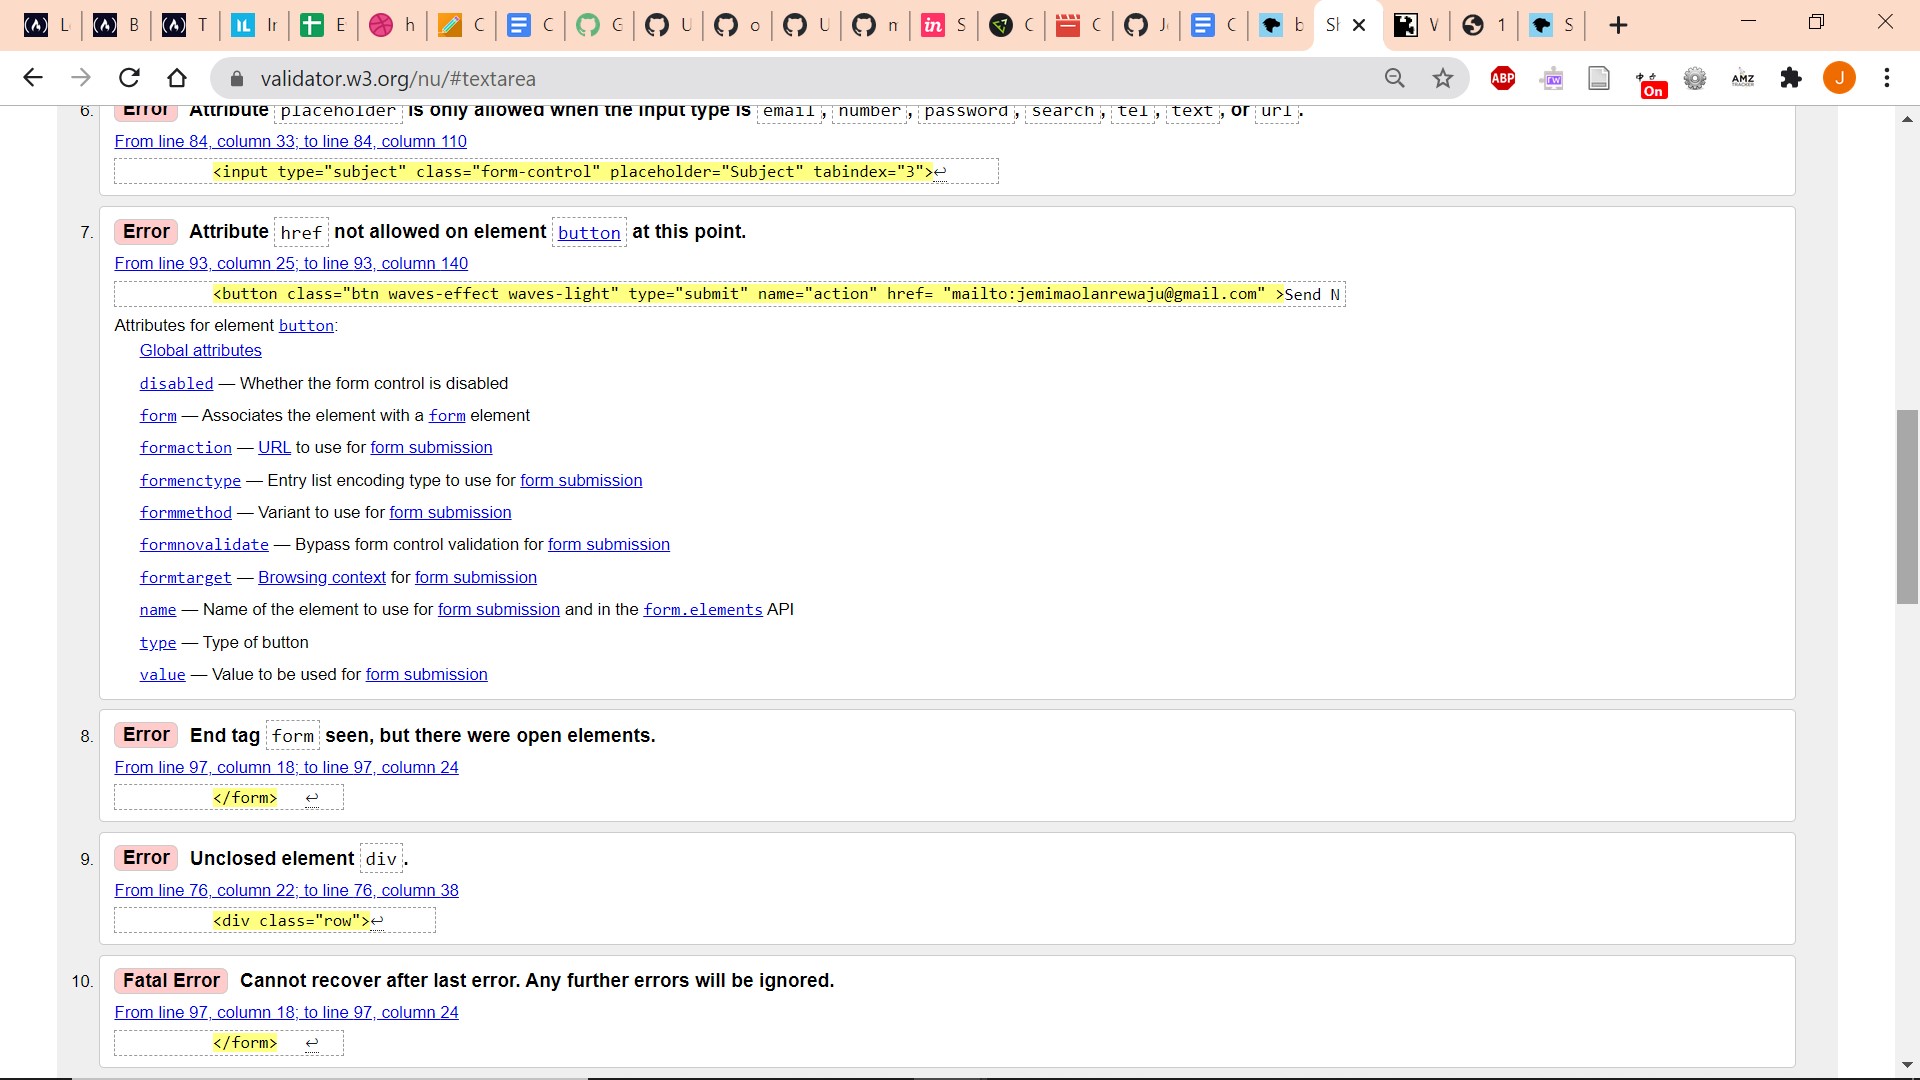 L
B
T
IL
Ir
E
h
C
C
G
U
o
U
n
in
S
C
C
J
C
b
Sh
V
1
S
validator.w3.org/nu/#textarea
ABP
rw
On
AMZ
TRACKER
J
6. Error Attribute placeholder is only allowed when the input type is email, number, password, search, tel, text, or url.
From line 84, column 33; to line 84, column 110
<input type="subject" class="form-control" placeholder="Subject" tabindex="3">↩
7. Error Attribute href not allowed on element button at this point.
From line 93, column 25; to line 93, column 140
<button class="btn waves-effect waves-light" type="submit" name="action" href= "mailto:jemimaolanrewaju@gmail.com" >Send N
Attributes for element button:
Global attributes
disabled — Whether the form control is disabled
form — Associates the element with a form element
formaction — URL to use for form submission
formenctype — Entry list encoding type to use for form submission
formmethod — Variant to use for form submission
formnovalidate — Bypass form control validation for form submission
formtarget — Browsing context for form submission
name — Name of the element to use for form submission and in the form.elements API
type — Type of button
value — Value to be used for form submission
8. Error End tag form seen, but there were open elements.
From line 97, column 18; to line 97, column 24
</form> ↩
9. Error Unclosed element div.
From line 76, column 22; to line 76, column 38
<div class="row">↩
10. Fatal Error Cannot recover after last error. Any further errors will be ignored.
From line 97, column 18; to line 97, column 24
</form> ↩